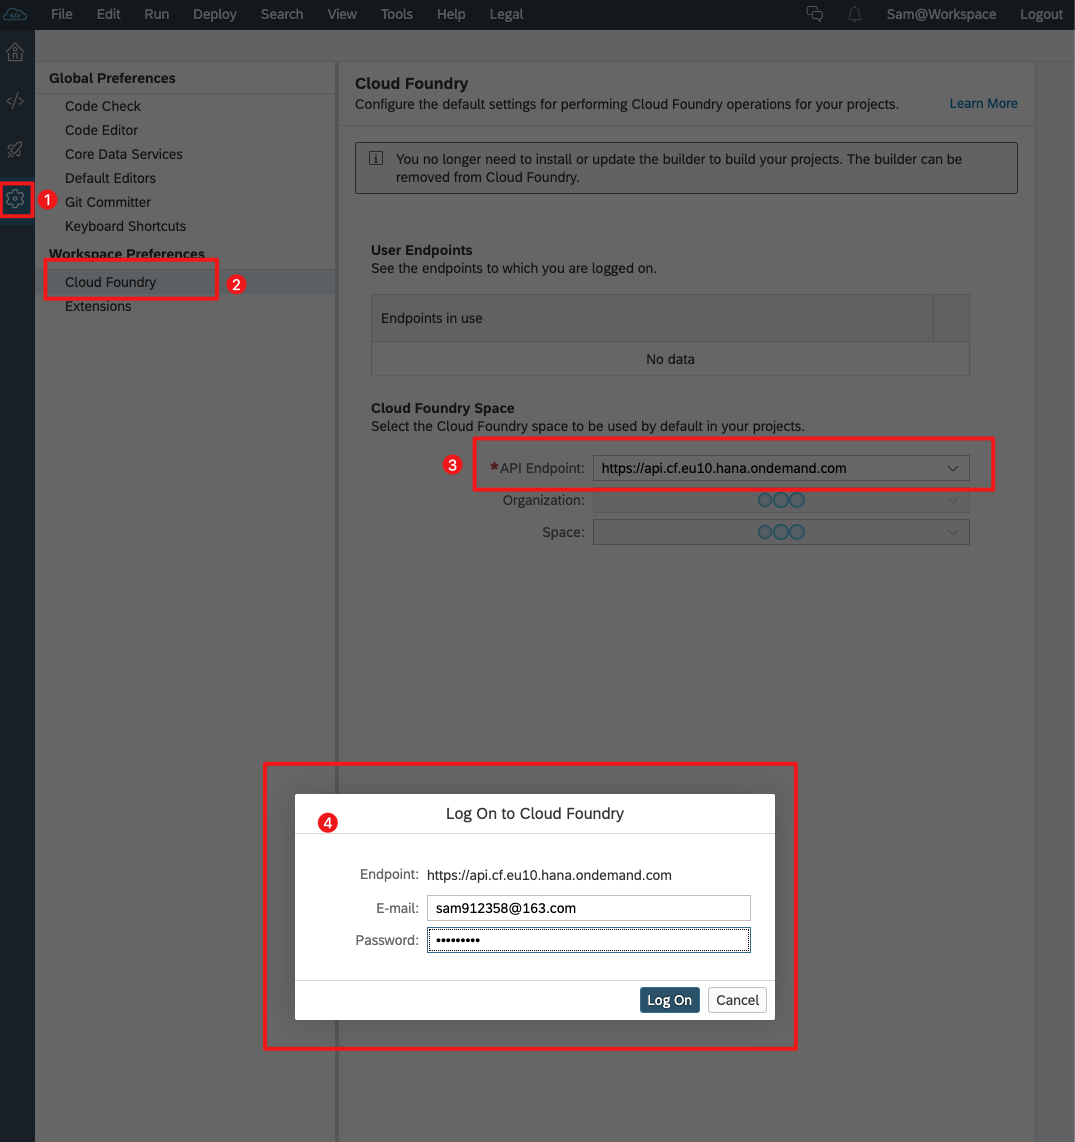 File Edit Run Deploy Search View Tools Help Legal Sam@Workspace Logout
Global Preferences
Code Check
Code Editor
Core Data Services
Default Editors
1
Git Committer
Keyboard Shortcuts
Workspace Preferences
Cloud Foundry
2
Extensions
Cloud Foundry
Configure the default settings for performing Cloud Foundry operations for your projects.
Learn More
You no longer need to install or update the builder to build your projects. The builder can be
removed from Cloud Foundry.
User Endpoints
See the endpoints to which you are logged on.
Endpoints in use
No data
Cloud Foundry Space
Select the Cloud Foundry space to be used by default in your projects.
3
*API Endpoint: https://api.cf.eu10.hana.ondemand.com
Organization:
Space:
4
Log On to Cloud Foundry
Endpoint: https://api.cf.eu10.hana.ondemand.com
E-mail: sam912358@163.com
Password: •••••••••
Log On Cancel